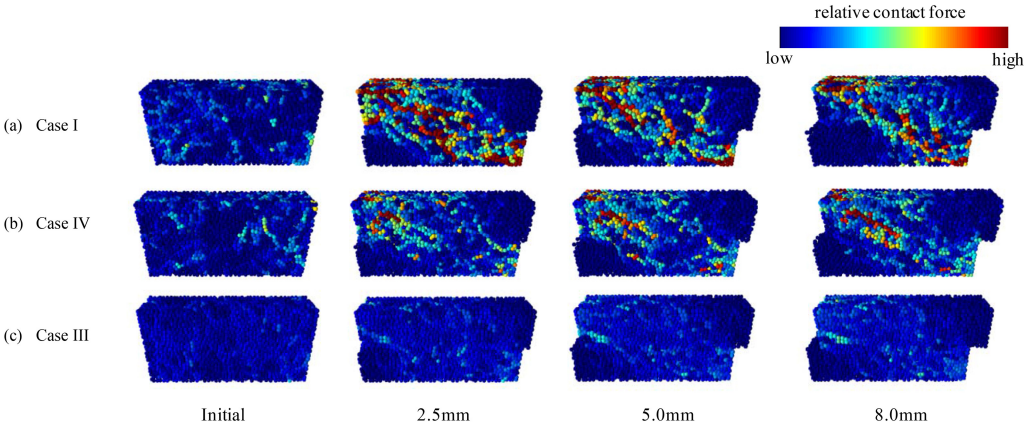 relative contact force
low high
(a) Case I
(b) Case IV
(c) Case III
Initial 2.5mm 5.0mm 8.0mm